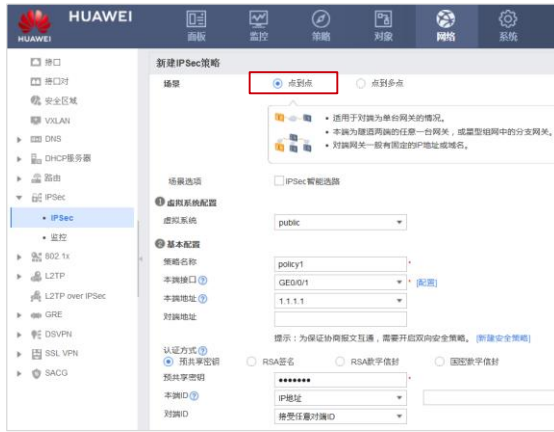 HUAWEI
HUAWEI
面板
监控
策略
对象
网络
系统
接口
接口对
安全区域
VXLAN
DNS
DHCP服务器
路由
IPSec
IPSec
监控
802.1x
L2TP
L2TP over IPSec
GRE
DSVPN
SSL VPN
SACG
新建IPSec策略
场景 点到点 点到多点
• 适用于对端为单台网关的情况。
• 本端为隧道两端的任意一台网关，或星型组网中的分支网关。
• 对端网关一般有固定的IP地址或域名。
场景选项 IPSec智能选路
1 虚拟系统配置
虚拟系统 public
2 基本配置
策略名称 policy1 *
本端接口 ? GE0/0/1 * [配置]
本端地址 ? 1.1.1.1
对端地址
提示：为保证协商报文互通，需要开启双向安全策略。 [新建安全策略]
认证方式 ?
预共享密钥 RSA签名 RSA数字信封 国密数字信封
预共享密钥 ••••••• *
本端ID ? IP地址
对端ID 接受任意对端ID